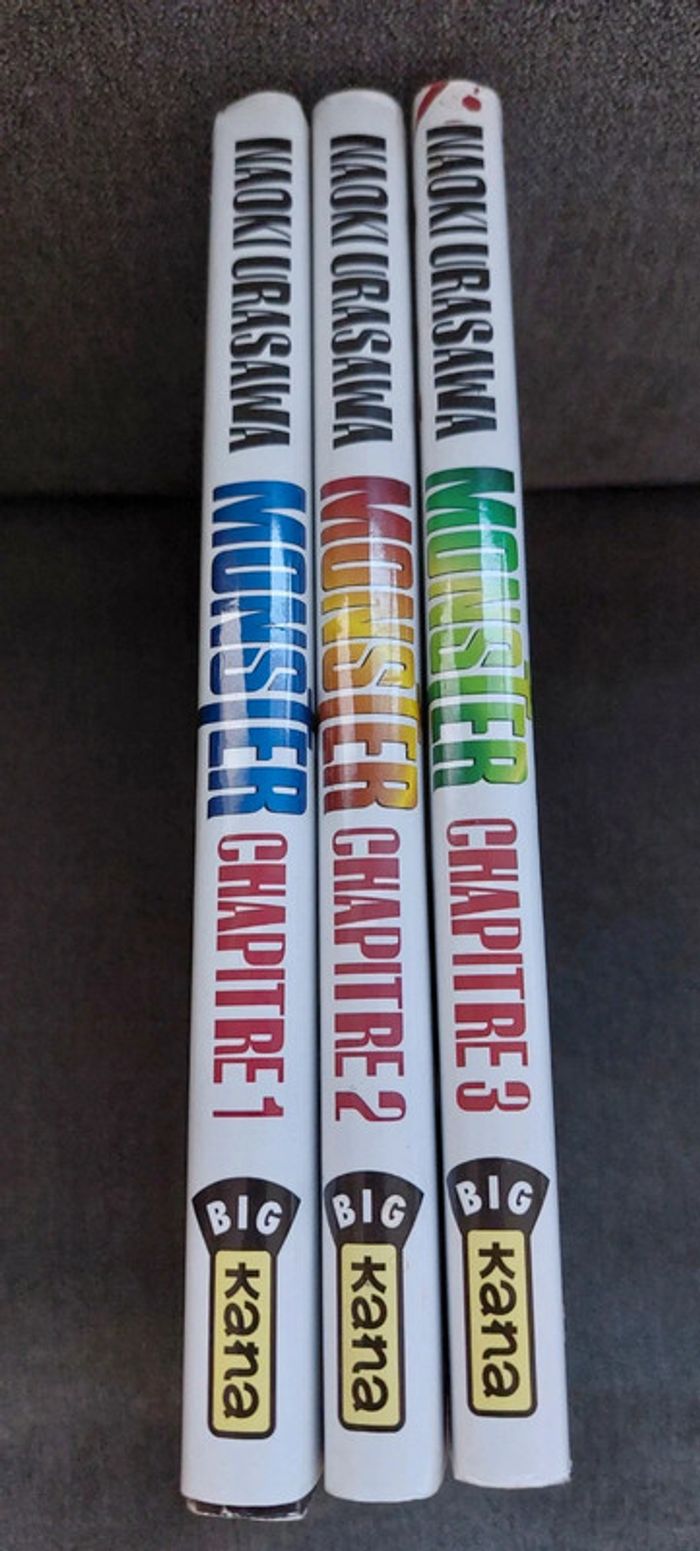 NAOKI URASAWA MONSTER CHAPITRE 1
BIG
kana
NAOKI URASAWA MONSTER CHAPITRE 2
BIG
kana
NAOKI URASAWA MONSTER CHAPITRE 3
BIG
kana